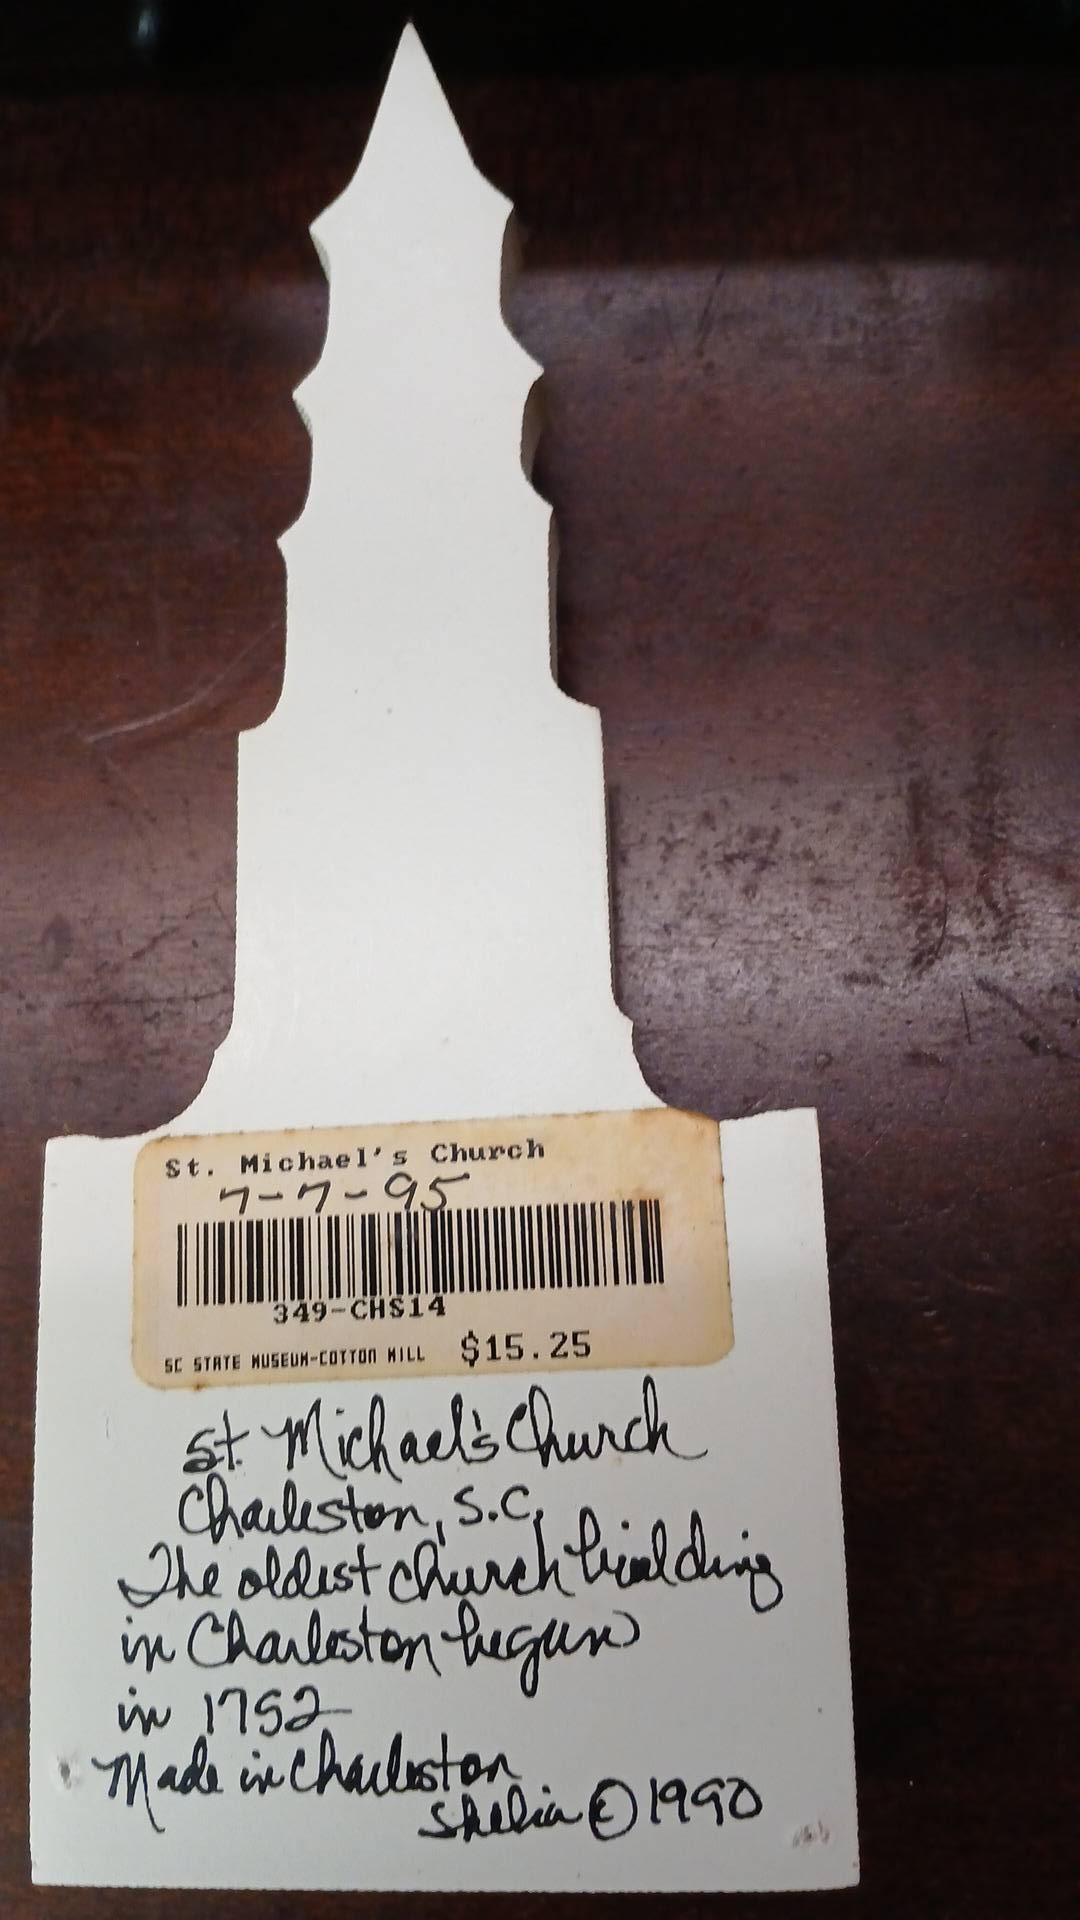 St. Michael's Church
7-7-95
349-CHS14
SC STATE MUSEUM-COTTON MILL $15.25
St. Michael's Church
Charleston, S.C.
The oldest church building
in Charleston begun
in 1752
Made in Charleston
Shelia © 1990